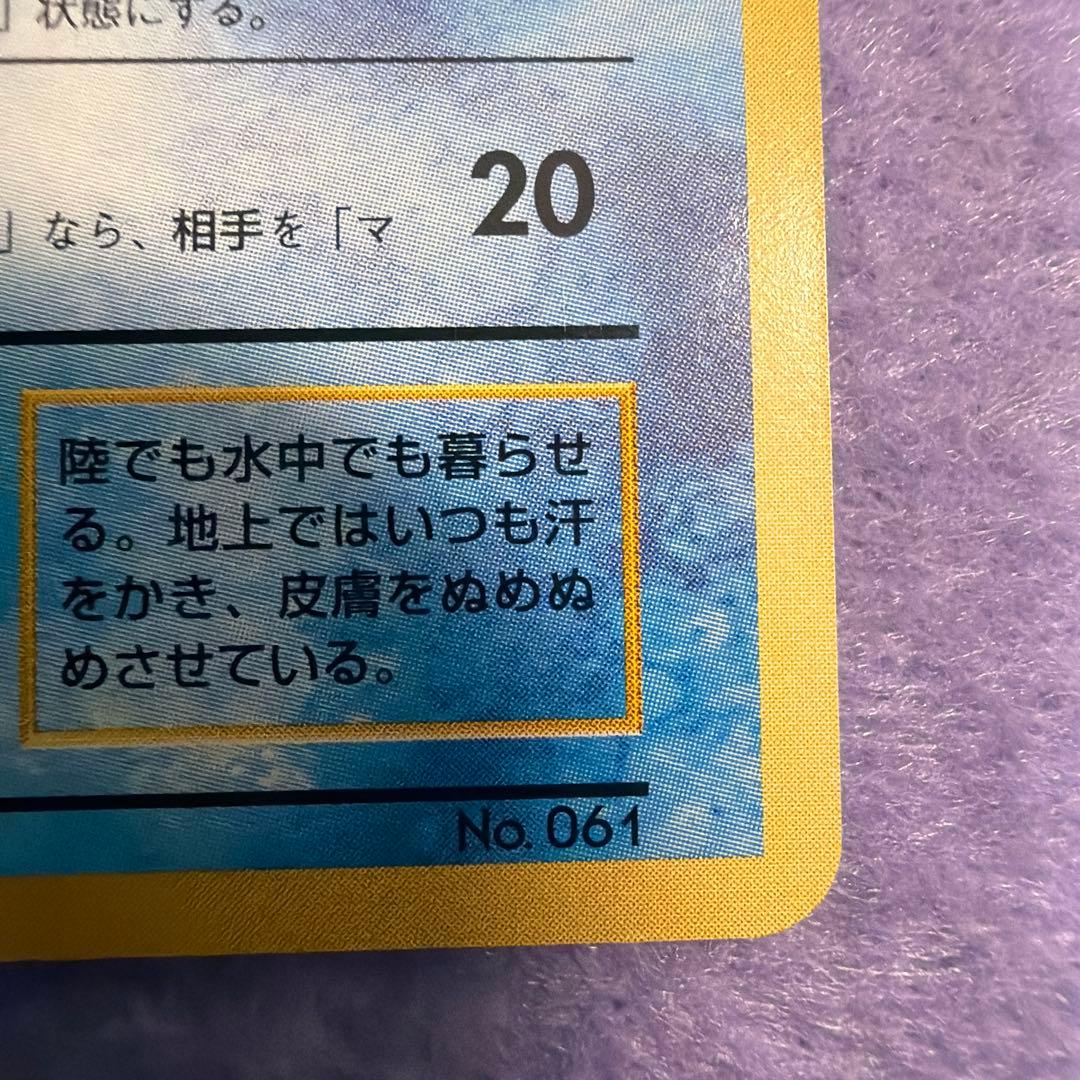 」状態にする。
20
」なら、相手を「マ
陸でも水中でも暮らせ
る。地上ではいつも汗
をかき、皮膚をぬめぬ
めさせている。
No. 061